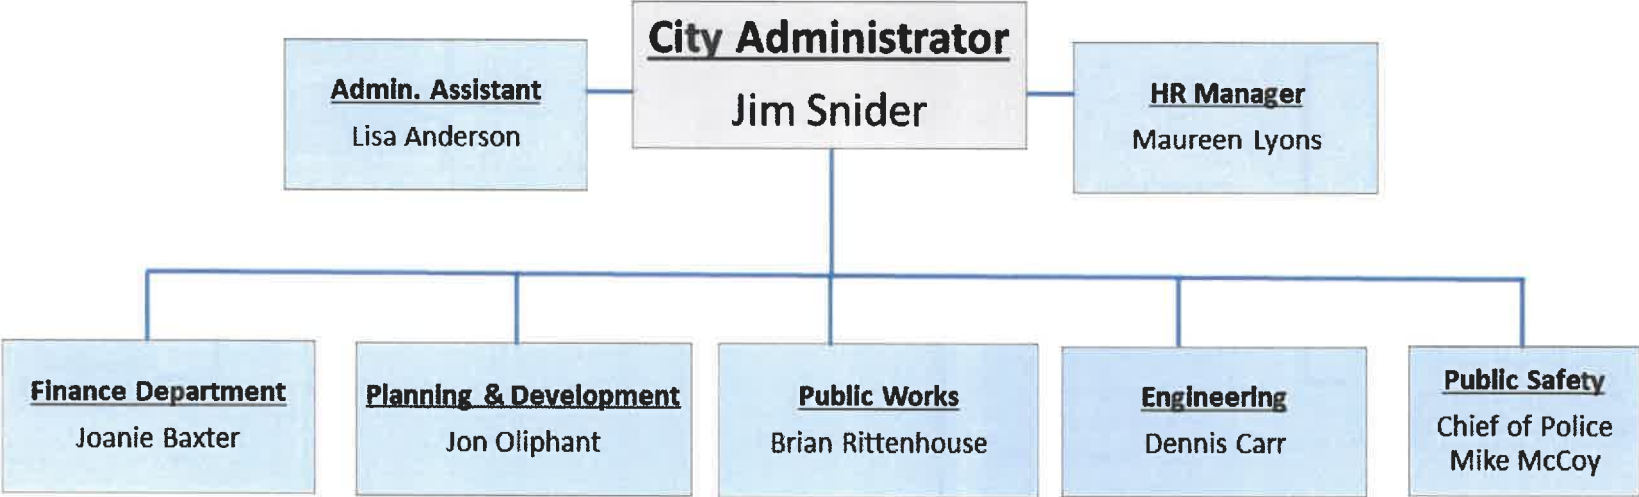 City Administrator
Jim Snider
Admin. Assistant
Lisa Anderson
HR Manager
Maureen Lyons
Finance Department
Joanie Baxter
Planning & Development
Jon Oliphant
Public Works
Brian Rittenhouse
Engineering
Dennis Carr
Public Safety
Chief of Police
Mike McCoy